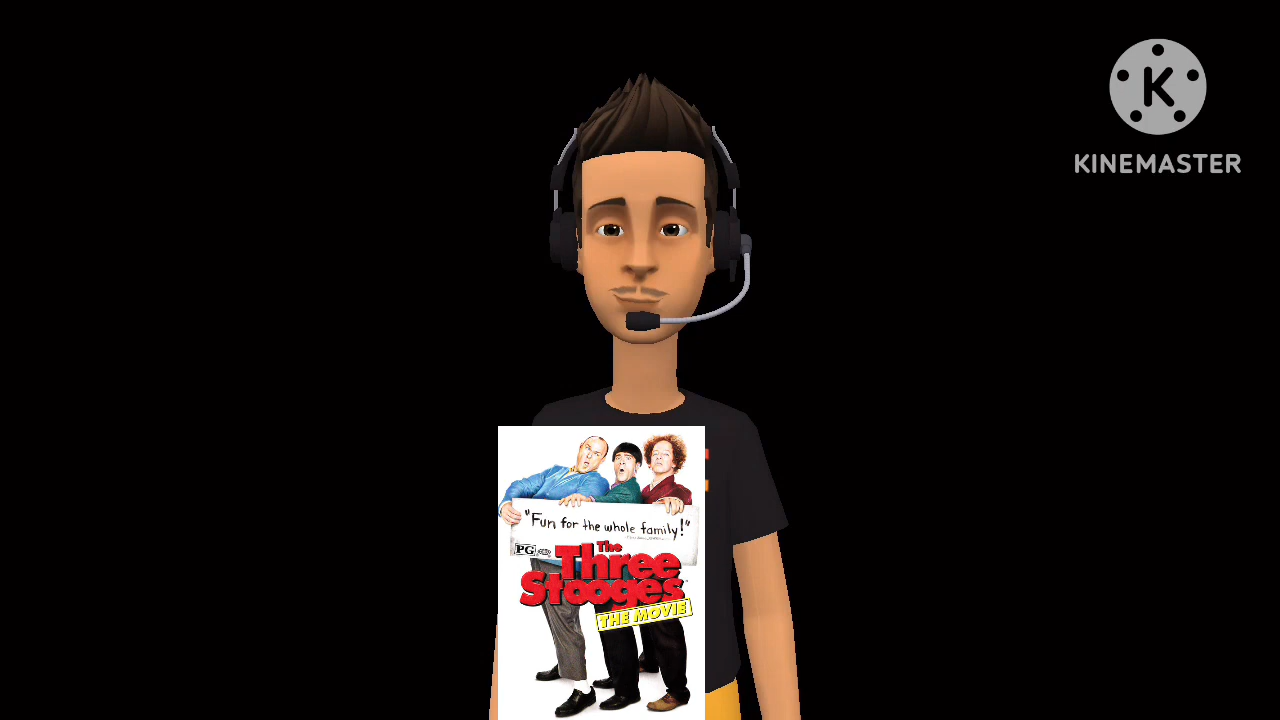 K
KINEMASTER
"Fun for the whole family!"
PG
The
Three
Stooges
THE MOVIE